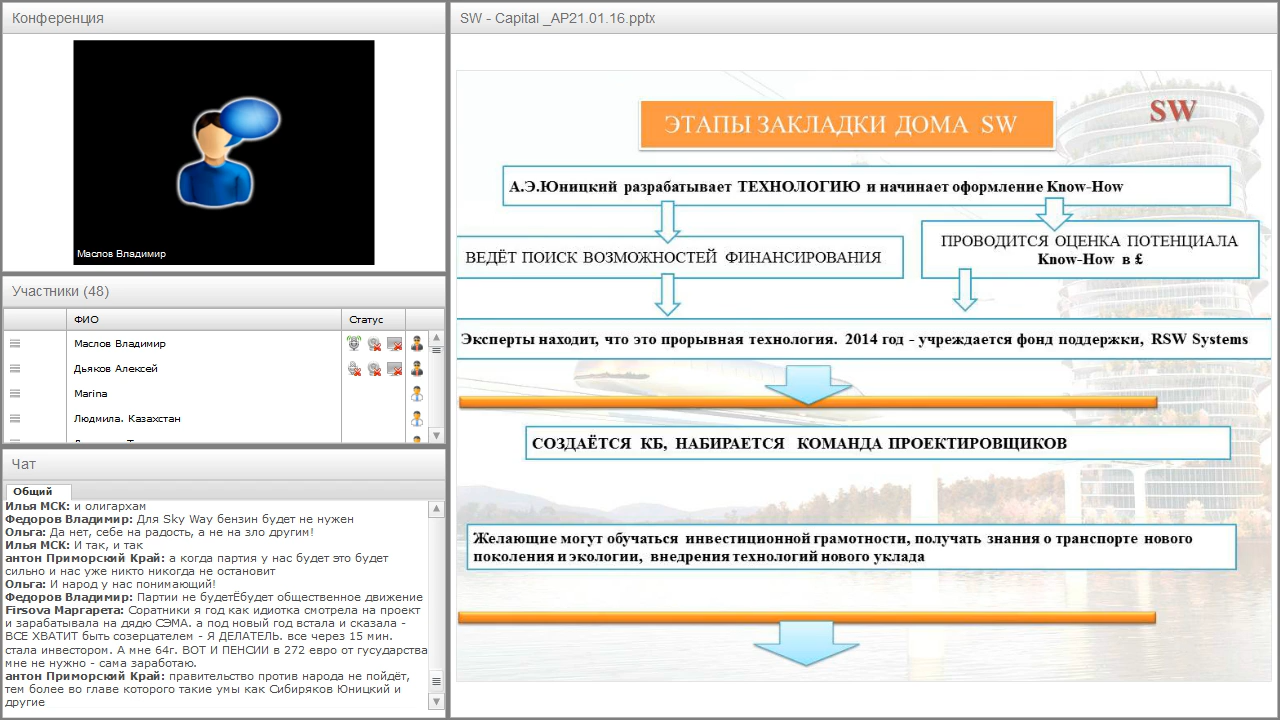 Конференция
Маслов Владимир
Участники (48)
ФИО
Статус
Маслов Владимир
Дьяков Алексей
Marina
Людмила. Казахстан
Чат
Общий
Илья МСК: и олигархам
Федоров Владимир: Для Sky Way бензин будет не нужен
Ольга: Да нет, себе на радость, а не на зло другим!
Илья МСК: И так, и так
антон Приморский Край: а когда партия у нас будет это будет
сильно и нас уже никто никогда не остановит
Ольга: И народ у нас понимающий!
Федоров Владимир: Партии не будетЁбудет общественное движение
Firsova Маргарета: Соратники я год как идиотка смотрела на проект
и зарабатывала на дядю СЭМА. а под новый год встала и сказала -
ВСЕ ХВАТИТ быть созерцателем - Я ДЕЛАТЕЛЬ. все через 15 мин.
стала инвестором. А мне 64г. ВОТ И ПЕНСИИ в 272 евро от гусударства
мне не нужно - сама заработаю.
антон Приморский Край: правительство против народа не пойдёт,
тем более во главе которого такие умы как Сибиряков Юницкий и
другие
SW - Capital _AP21.01.16.pptx
SW
ЭТАПЫ ЗАКЛАДКИ ДОМА SW
А.Э.Юницкий разрабатывает ТЕХНОЛОГИЮ и начинает оформление Know-How
ВЕДЁТ ПОИСК ВОЗМОЖНОСТЕЙ ФИНАНСИРОВАНИЯ
ПРОВОДИТСЯ ОЦЕНКА ПОТЕНЦИАЛА
Know-How в £
Эксперты находит, что это прорывная технология. 2014 год - учреждается фонд поддержки, RSW Systems
СОЗДАЁТСЯ КБ, НАБИРАЕТСЯ КОМАНДА ПРОЕКТИРОВЩИКОВ
Желающие могут обучаться инвестиционной грамотности, получать знания о транспорте нового
поколения и экологии, внедрения технологий нового уклада